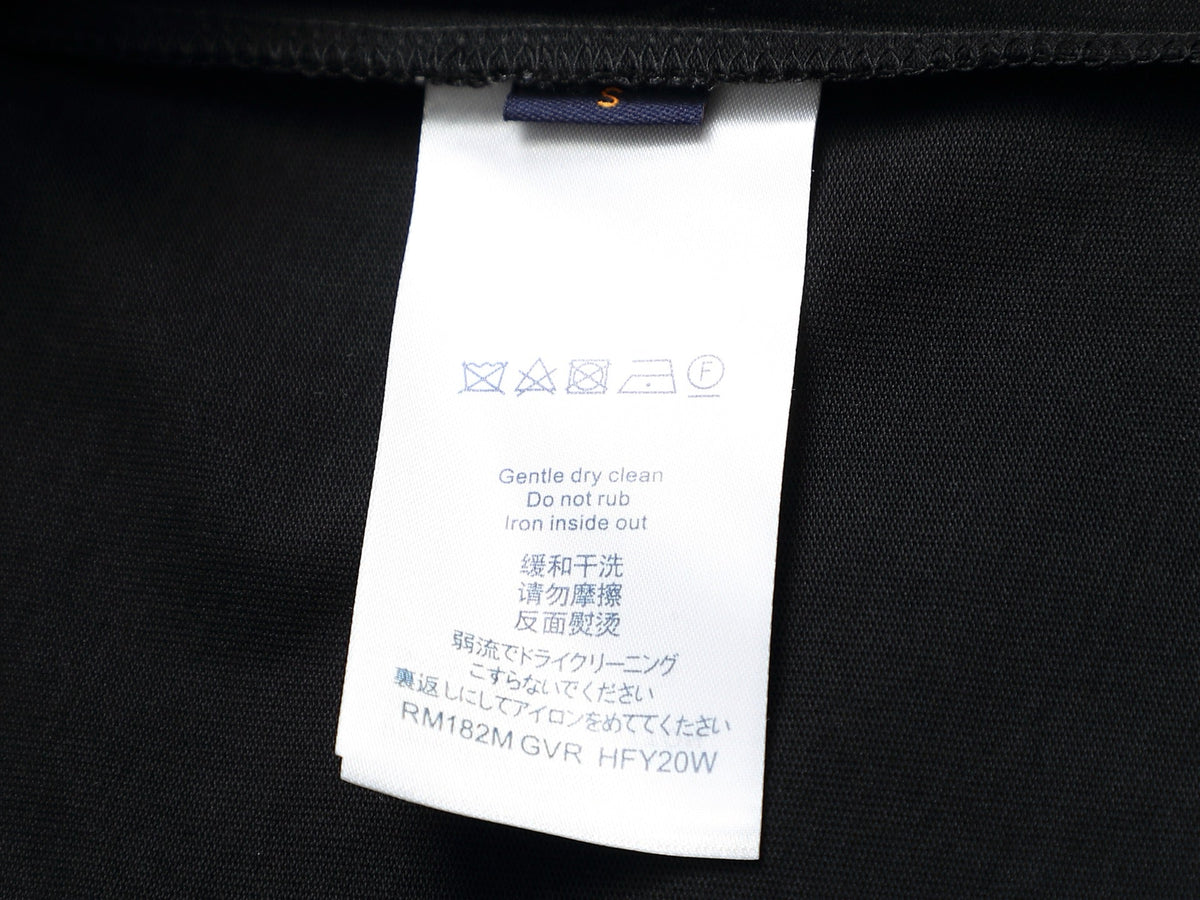 S
F
Gentle dry clean
Do not rub
Iron inside out
缓和干洗
请勿摩擦
反面熨烫
弱流でドライクリーニング
こすらないでください
裏返しにしてアイロンをめててくたさい
RM182M GVR HFY20W